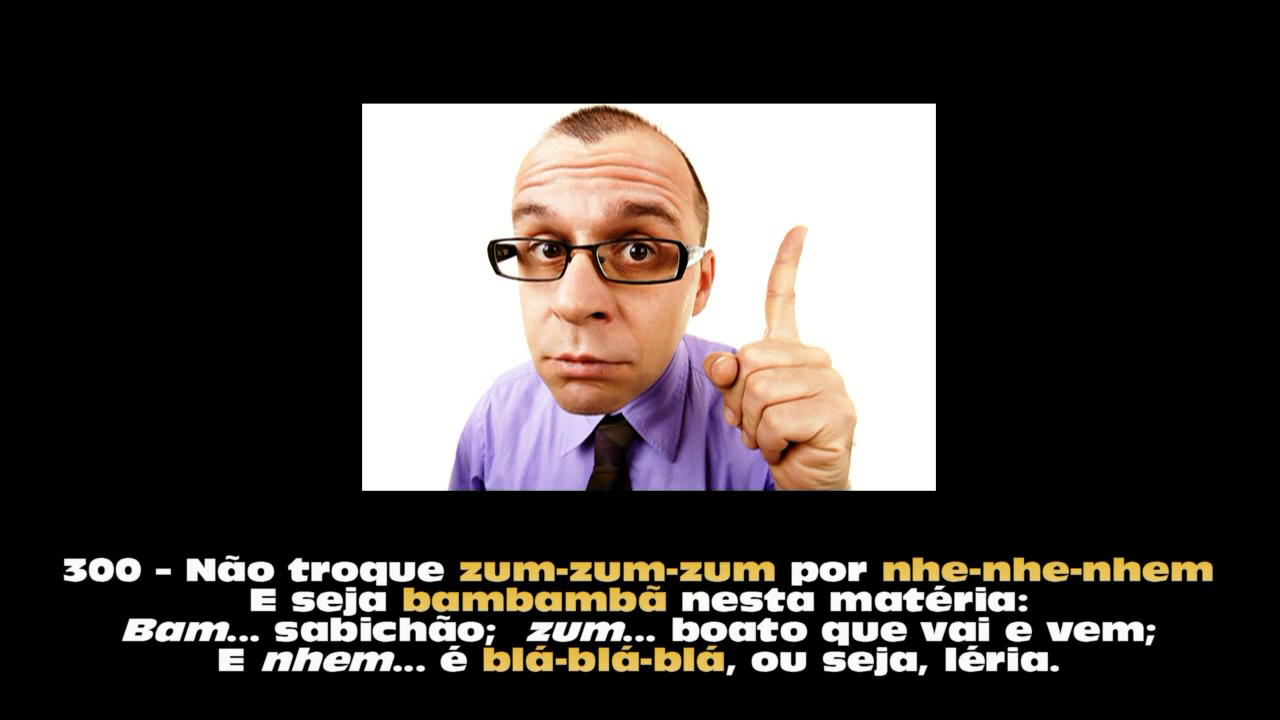 300 - Não troque zum-zum-zum por nhe-nhe-nhem
E seja bambambã nesta matéria:
Bam... sabichão; zum... boato que vai e vem;
E nhem... é blá-blá-blá, ou seja, léria.